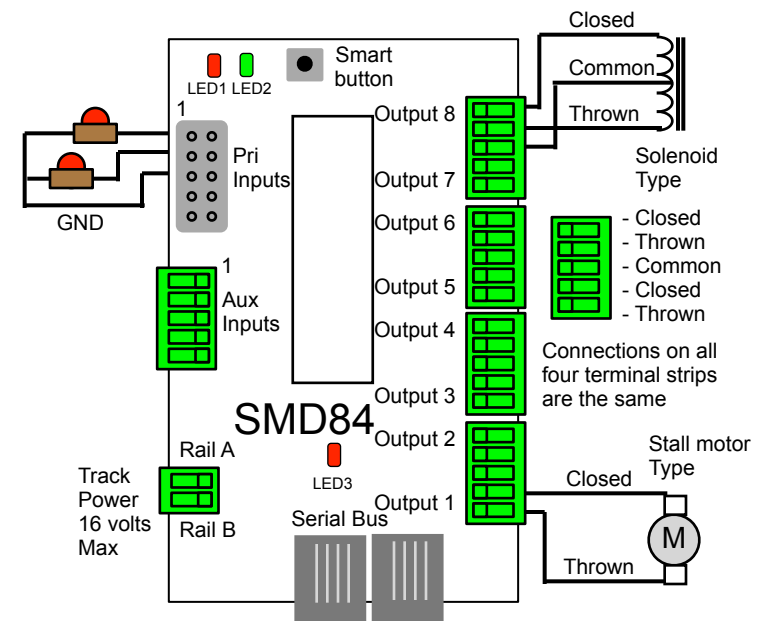 Closed
Smart
button
LED1 LED2
Common
1
Output 8
Thrown
Pri
Inputs
Solenoid
Type
Output 7
GND
Output 6
- Closed
- Thrown
- Common
- Closed
- Thrown
1
Aux
Inputs
Output 5
Output 4
Connections on all
four terminal strips
are the same
Output 3
SMD84
Output 2
Rail A
Stall motor
Type
Track
Power
16 volts
Max
LED3
Closed
Output 1
Rail B
Serial Bus
M
Thrown